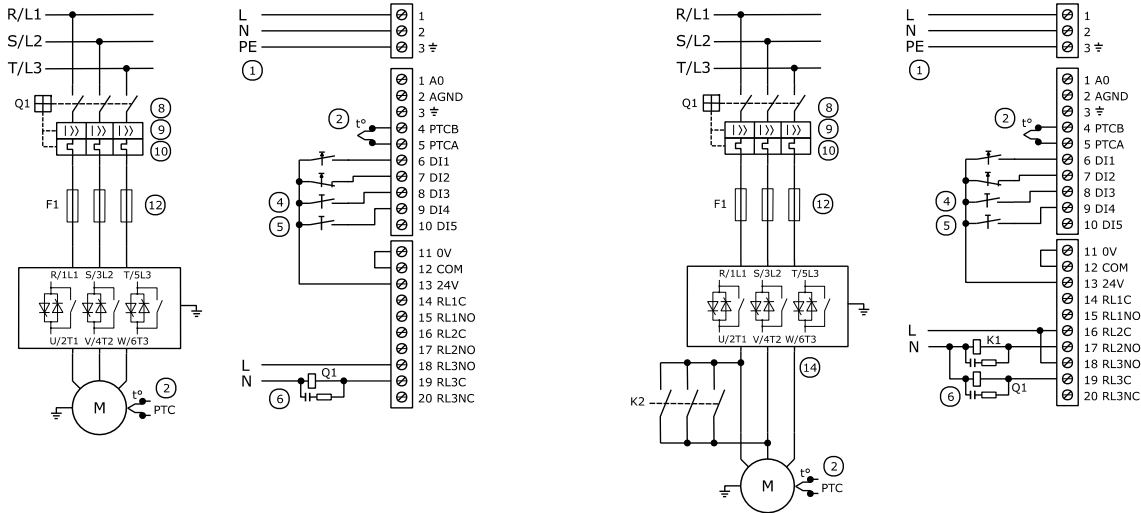 R/L1
S/L2
T/L3
Q1
8
9
10
F1
12
R/1L1 S/3L2 T/5L3
U/2T1 V/4T2 W/6T3
M
t°
2
PTC
L
N
PE
1
1
2
3
1 A0
2 AGND
3
2
t°
4 PTCB
5 PTCA
6 DI1
7 DI2
4
8 DI3
9 DI4
5
10 DI5
11 0V
12 COM
13 24V
14 RL1C
15 RL1NO
16 RL2C
17 RL2NO
L
18 RL3NO
N
Q1
19 RL3C
6
20 RL3NC
R/L1
S/L2
T/L3
Q1
8
9
10
F1
12
R/1L1 S/3L2 T/5L3
U/2T1 V/4T2 W/6T3
14
K2
M
t°
2
PTC
L
N
PE
1
1
2
3
1 A0
2 AGND
3
2
t°
4 PTCB
5 PTCA
6 DI1
7 DI2
4
8 DI3
9 DI4
5
10 DI5
11 0V
12 COM
13 24V
14 RL1C
15 RL1NO
L
16 RL2C
N
K1
17 RL2NO
18 RL3NO
Q1
19 RL3C
6
20 RL3NC